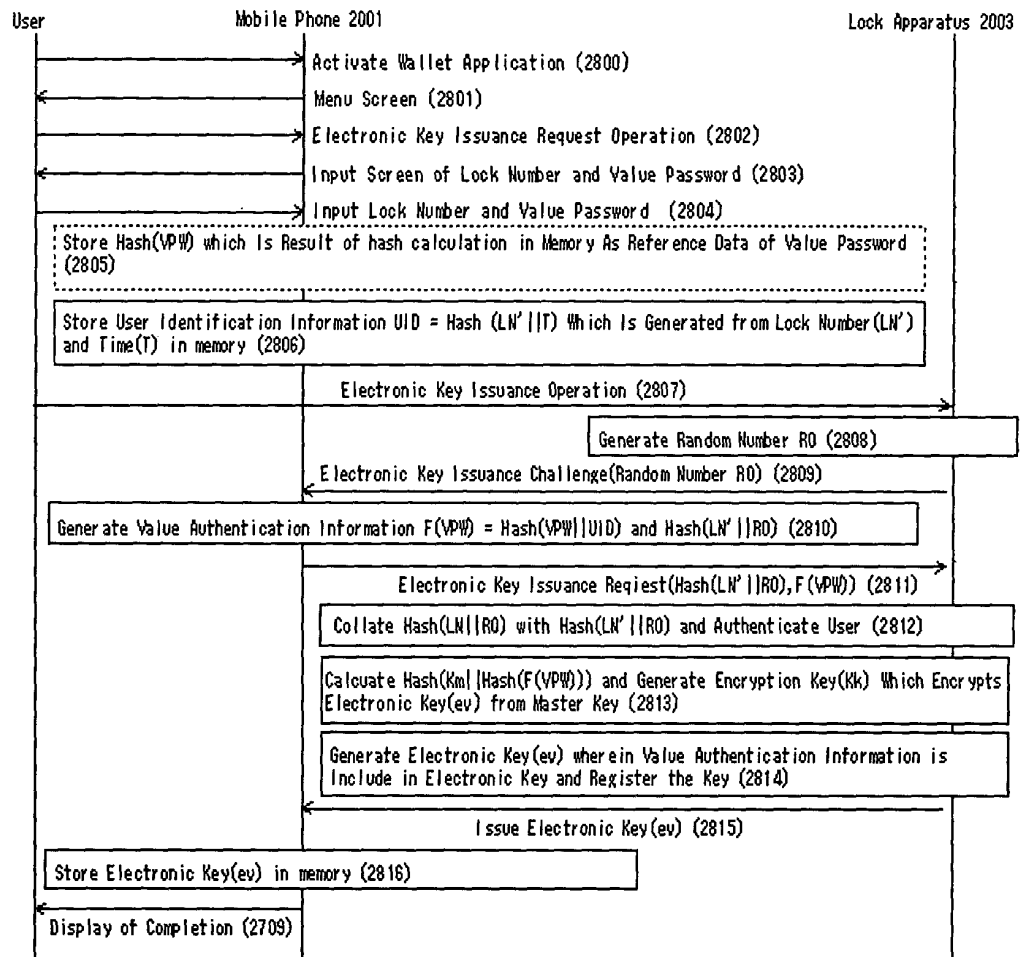 User Mobile Phone 2001 Lock Apparatus 2003
Activate Wallet Application (2800)
Menu Screen (2801)
Electronic Key Issuance Request Operation (2802)
Input Screen of Lock Number and Value Password (2803)
Input Lock Number and Value Password (2804)
Store Hash(VPW) which Is Result of hash calculation in Memory As Reference Data of Value Password
(2805)
Store User Identification Information UID = Hash (LN'||T) Which Is Generated from Lock Number(LN')
and Time(T) in memory (2806)
Electronic Key Issuance Operation (2807)
Generate Random Number R0 (2808)
Electronic Key Issuance Challenge(Random Number R0) (2809)
Generate Value Authentication Information F(VPW) = Hash(VPW||UID) and Hash(LN'||R0) (2810)
Electronic Key Issuance Reqiest(Hash(LN'||R0),F(VPW)) (2811)
Collate Hash(LN||R0) with Hash(LN'||R0) and Authenticate User (2812)
Calcuate Hash(Km||Hash(F(VPW))) and Generate Encryption Key(Kk) Which Encrypts
Electronic Key(ev) from Master Key (2813)
Generate Electronic Key(ev) wherein Value Authentication Information is
Include in Electronic Key and Register the Key (2814)
Issue Electronic Key(ev) (2815)
Store Electronic Key(ev) in memory (2816)
Display of Completion (2709)